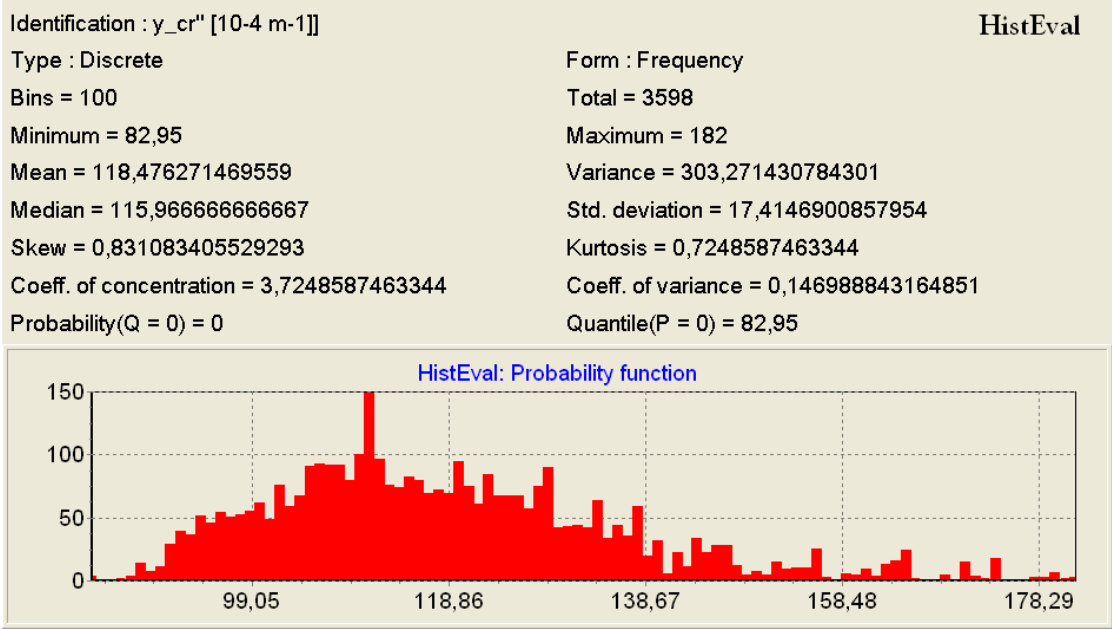 Identification : y_cr" [10-4 m-1]]
HistEval
Type : Discrete
Form : Frequency
Bins = 100
Total = 3598
Minimum = 82,95
Maximum = 182
Mean = 118,476271469559
Variance = 303,271430784301
Median = 115,966666666667
Std. deviation = 17,4146900857954
Skew = 0,831083405529293
Kurtosis = 0,7248587463344
Coeff. of concentration = 3,7248587463344
Coeff. of variance = 0,146988843164851
Probability(Q = 0) = 0
Quantile(P = 0) = 82,95
HistEval: Probability function
150
100
50
0
99,05
118,86
138,67
158,48
178,29